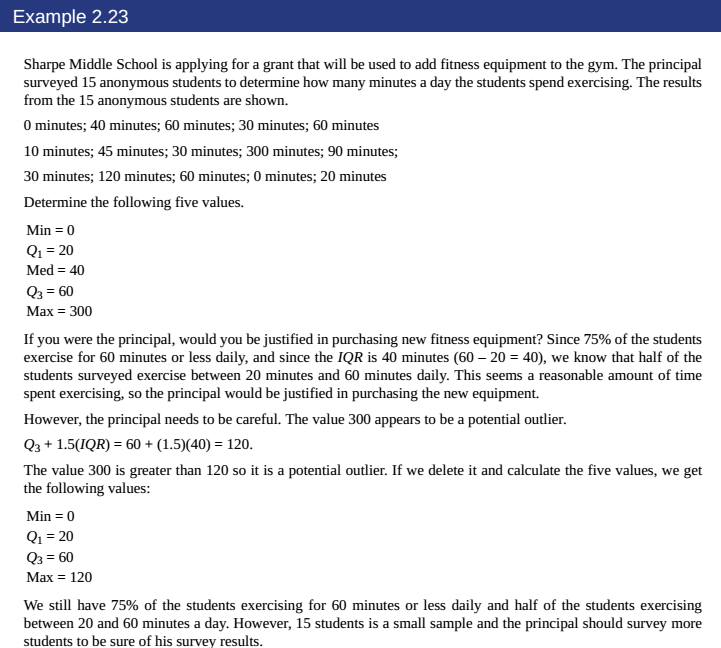 Example 2.23
Sharpe Middle School is applying for a grant that will be used to add fitness equipment to the gym. The principal
surveyed 15 anonymous students to determine how many minutes a day the students spend exercising. The results
from the 15 anonymous students are shown.
0 minutes; 40 minutes; 60 minutes; 30 minutes; 60 minutes
10 minutes; 45 minutes; 30 minutes; 300 minutes; 90 minutes;
30 minutes; 120 minutes; 60 minutes; 0 minutes; 20 minutes
Determine the following five values.
Min = 0
Q1 = 20
Med = 40
Q3 = 60
Max = 300
If you were the principal, would you be justified in purchasing new fitness equipment? Since 75% of the students
exercise for 60 minutes or less daily, and since the IQR is 40 minutes (60 – 20 = 40), we know that half of the
students surveyed exercise between 20 minutes and 60 minutes daily. This seems a reasonable amount of time
spent exercising, so the principal would be justified in purchasing the new equipment.
However, the principal needs to be careful. The value 300 appears to be a potential outlier.
Q3 + 1.5(IQR) = 60 + (1.5)(40) = 120.
The value 300 is greater than 120 so it is a potential outlier. If we delete it and calculate the five values, we get
the following values:
Min = 0
Q1 = 20
Q3 = 60
Max = 120
We still have 75% of the students exercising for 60 minutes or less daily and half of the students exercising
between 20 and 60 minutes a day. However, 15 students is a small sample and the principal should survey more
students to be sure of his survey results.